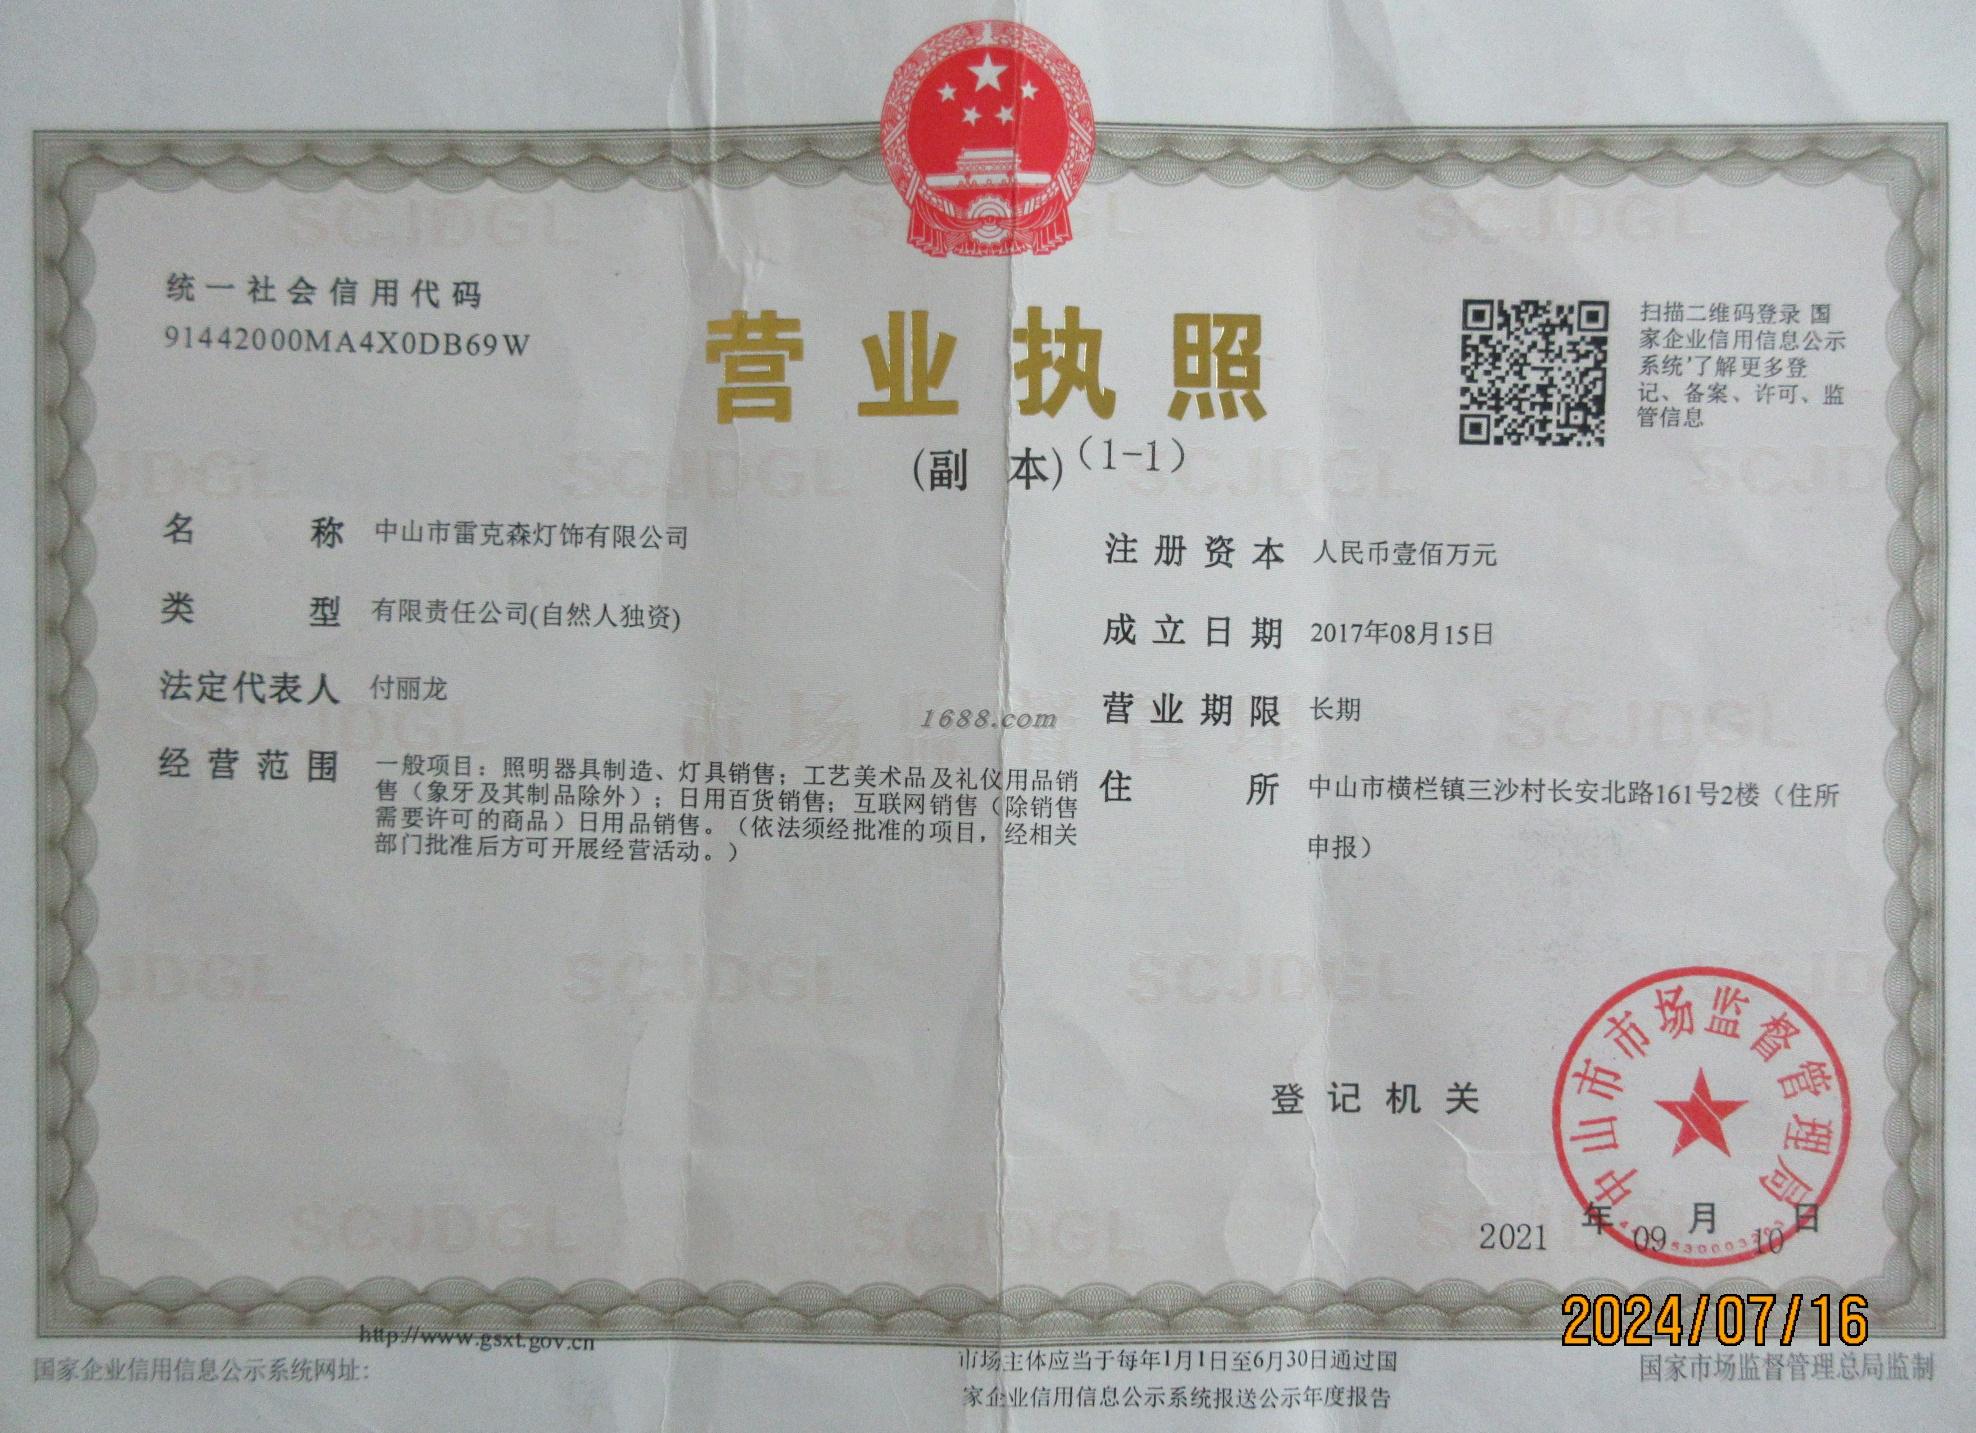 统一社会信用代码
91442000MA4X0DB69W
营业执照
(副 本)（1-1）
扫描二维码登录 国
家企业信用信息公示
系统'了解更多登
记、备案、许可、监
管信息
名 称 中山市雷克森灯饰有限公司
类 型 有限责任公司(自然人独资)
法定代表人 付丽龙
经营范围 一般项目：照明器具制造、灯具销售；工艺美术品及礼仪用品销
售（象牙及其制品除外）；日用百货销售；互联网销售（除销售
需要许可的商品）日用品销售。（依法须经批准的项目，经相关
部门批准后方可开展经营活动。）
注册资本 人民币壹佰万元
成立日期 2017年08月15日
营业期限 长期
住 所 中山市横栏镇三沙村长安北路161号2楼（住所
申报）
1688.com
登记机关
中山市市场监督管理局
2021 年 09 月 10 日
2024/07/16
http://www.gsxt.gov.cn
国家企业信用信息公示系统网址:
市场主体应当于每年1月1日至6月30日通过国
家企业信用信息公示系统报送公示年度报告
国家市场监督管理总局监制